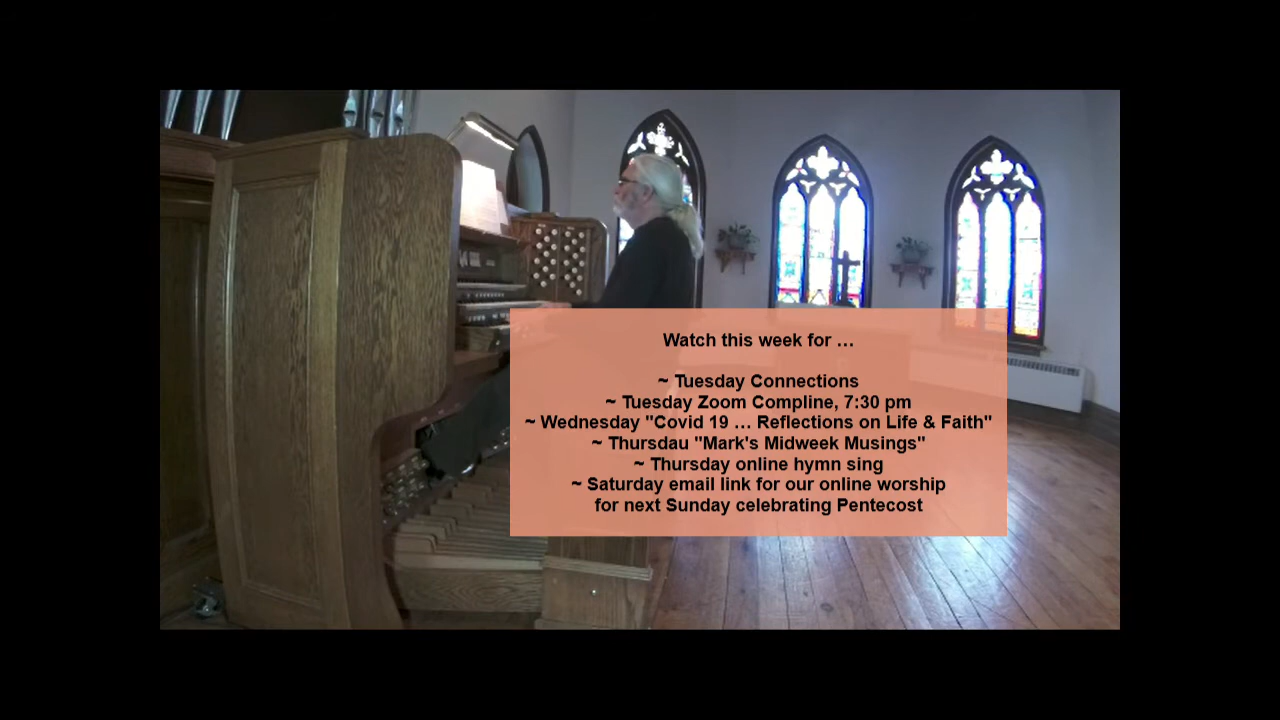 Watch this week for …
~ Tuesday Connections
~ Tuesday Zoom Compline, 7:30 pm
~ Wednesday "Covid 19 … Reflections on Life & Faith"
~ Thursdau "Mark's Midweek Musings"
~ Thursday online hymn sing
~ Saturday email link for our online worship
for next Sunday celebrating Pentecost